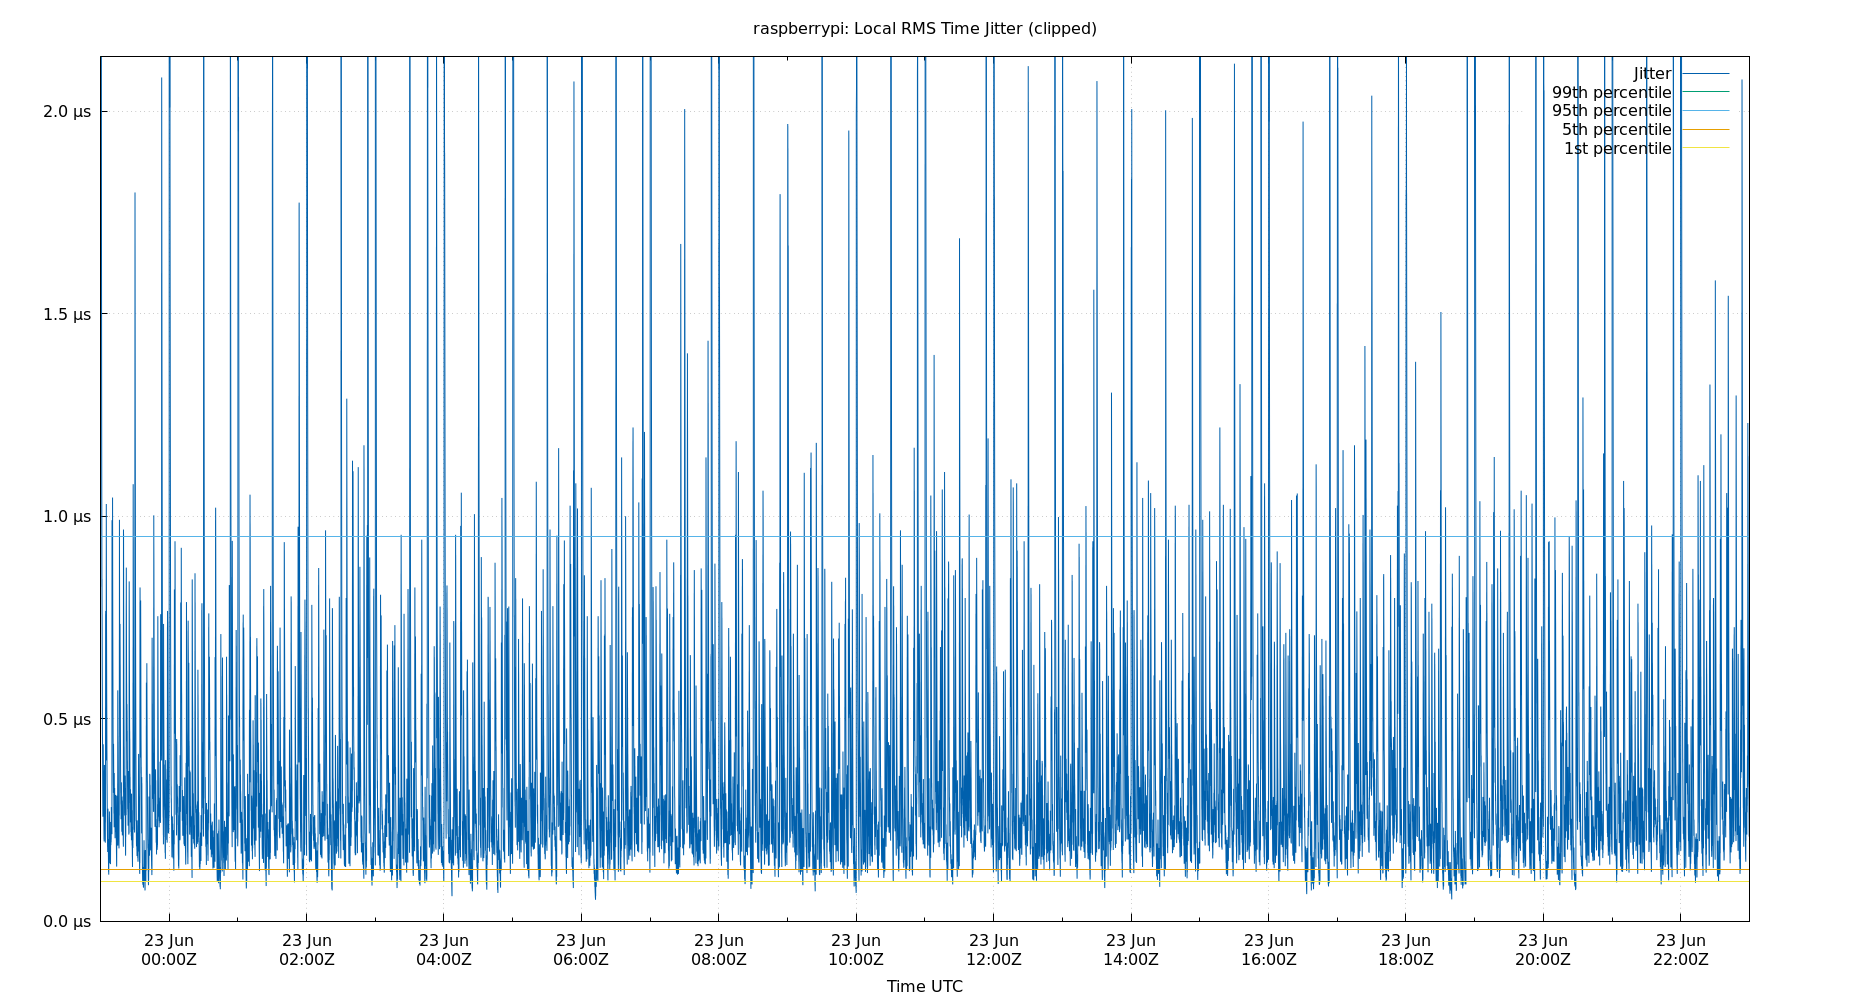 raspberrypi: Local RMS Time Jitter (clipped)
Jitter
99th percentile
95th percentile
5th percentile
1st percentile
2.0 µs
1.5 µs
1.0 µs
0.5 µs
0.0 µs
23 Jun 23 Jun 23 Jun 23 Jun 23 Jun 23 Jun 23 Jun 23 Jun 23 Jun 23 Jun 23 Jun 23 Jun
00:00Z 02:00Z 04:00Z 06:00Z 08:00Z 10:00Z 12:00Z 14:00Z 16:00Z 18:00Z 20:00Z 22:00Z
Time UTC